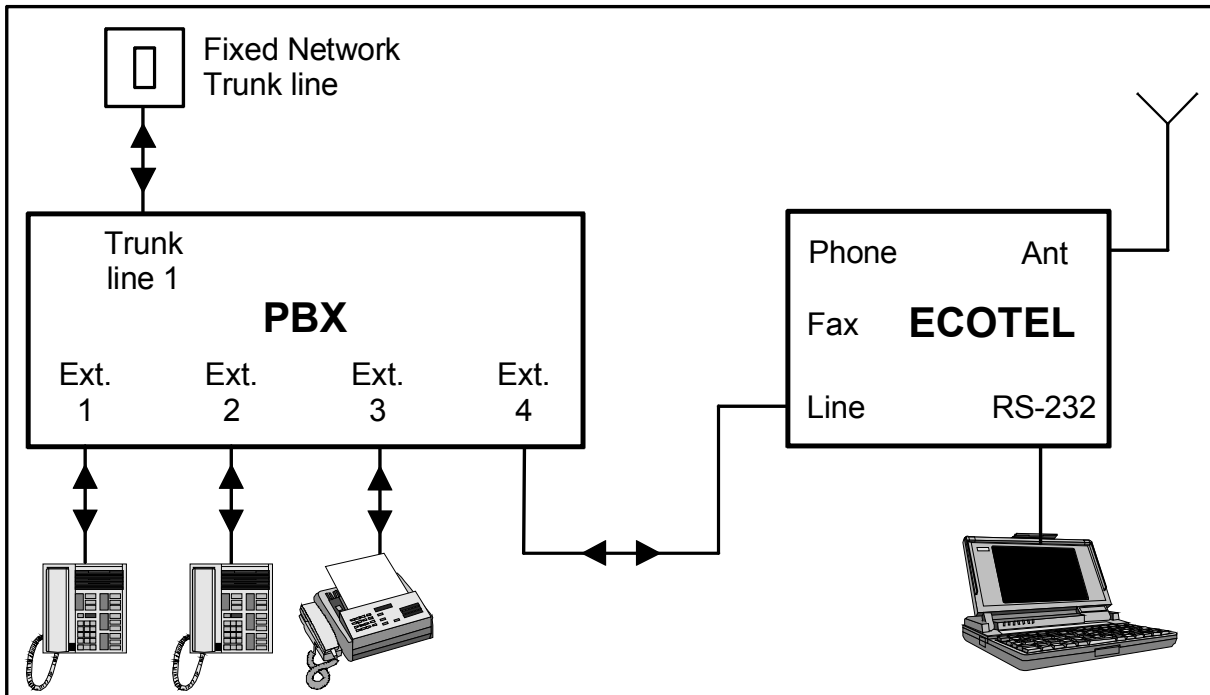 Fixed Network
Trunk line
Trunk
line 1
PBX
Ext.
1
Ext.
2
Ext.
3
Ext.
4
Phone
Ant
Fax
ECOTEL
Line
RS-232